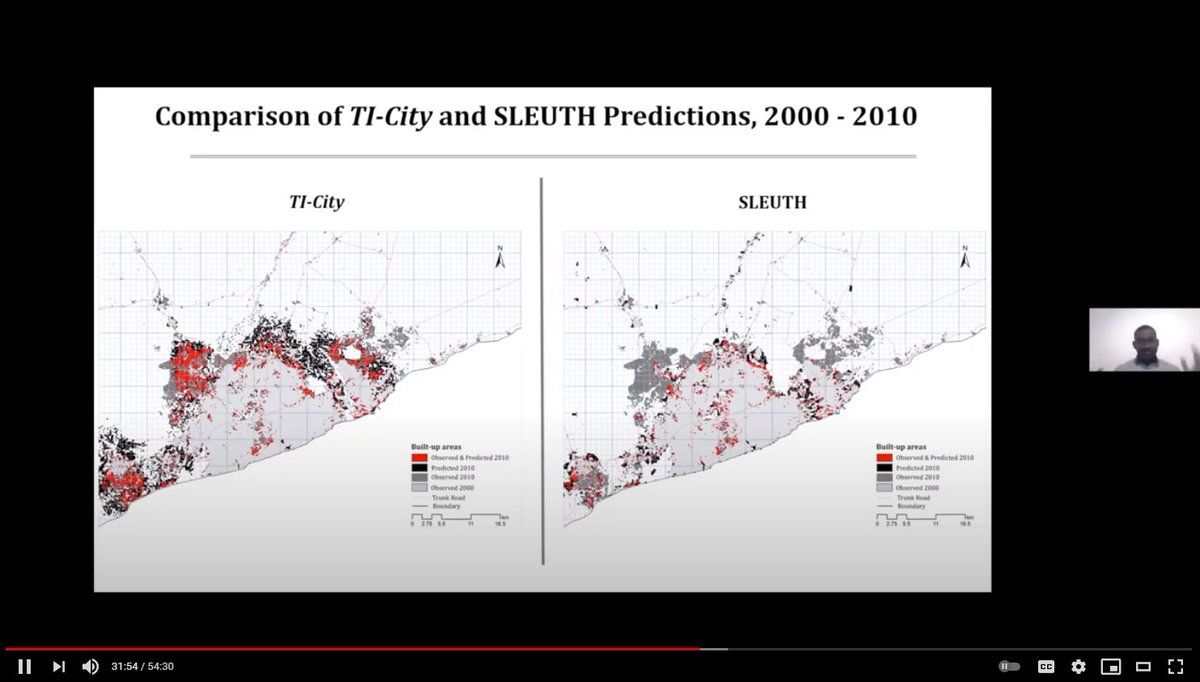 Comparison of TI-City and SLEUTH Predictions, 2000 - 2010
TI-City
N
Built-up areas
Observed & Predicted 2010
Predicted 2010
Observed 2010
Observed 2000
Trunk Road
Boundary
km
0 2.75 5.5 11 16.5
SLEUTH
N
Built-up areas
Observed & Predicted 2010
Predicted 2010
Observed 2010
Observed 2000
Trunk Road
Boundary
km
0 2.75 5.5 11 16.5
31:54 / 54:30
CC